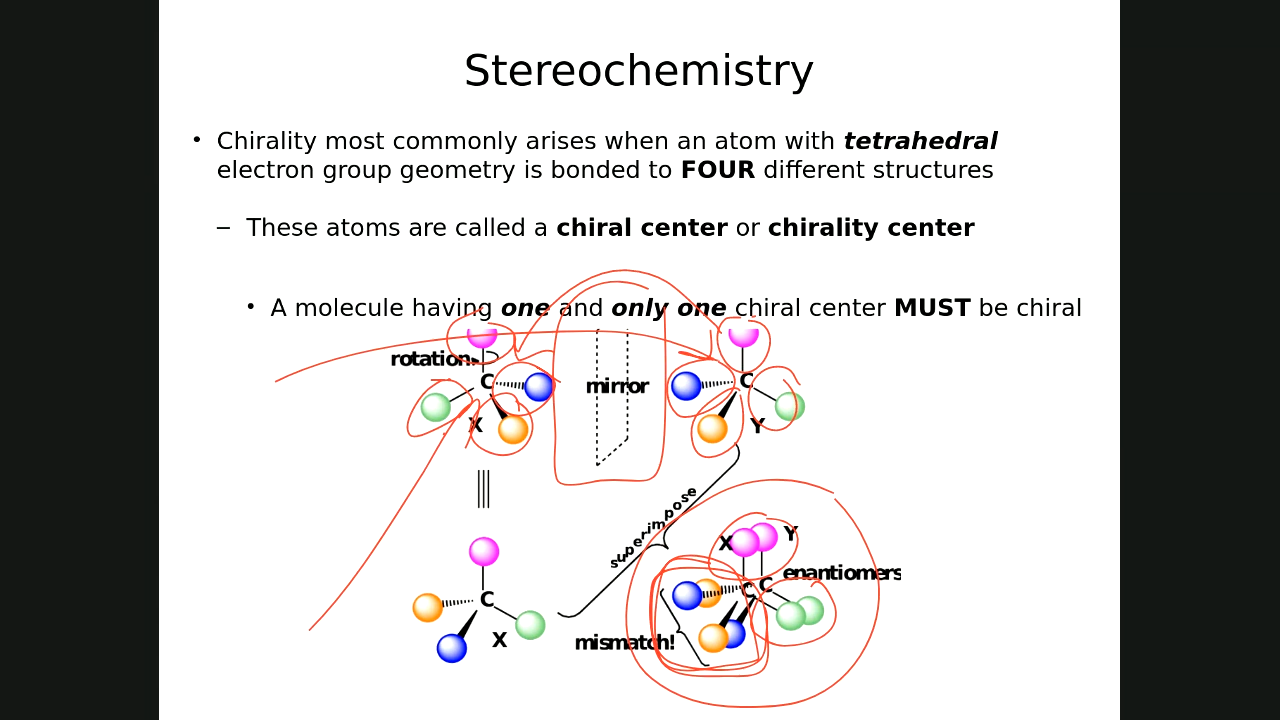 Stereochemistry
• Chirality most commonly arises when an atom with tetrahedral
electron group geometry is bonded to FOUR different structures
– These atoms are called a chiral center or chirality center
• A molecule having one and only one chiral center MUST be chiral
rotation
C
mirror
C
X
Y
superimpose
X
Y
enantiomers
C
C
C
X
mismatch!